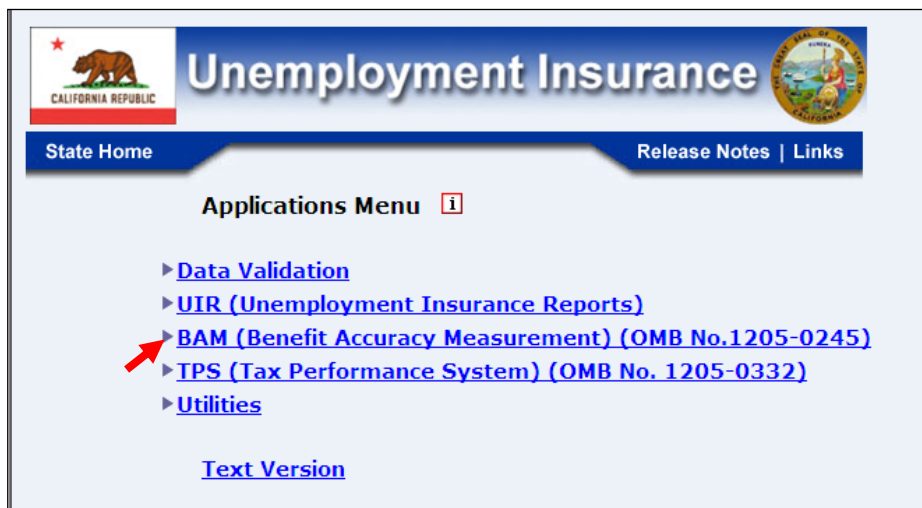 CALIFORNIA REPUBLIC
Unemployment Insurance
State Home
Release Notes | Links
Applications Menu i
Data Validation
UIR (Unemployment Insurance Reports)
BAM (Benefit Accuracy Measurement) (OMB No.1205-0245)
TPS (Tax Performance System) (OMB No. 1205-0332)
Utilities
Text Version